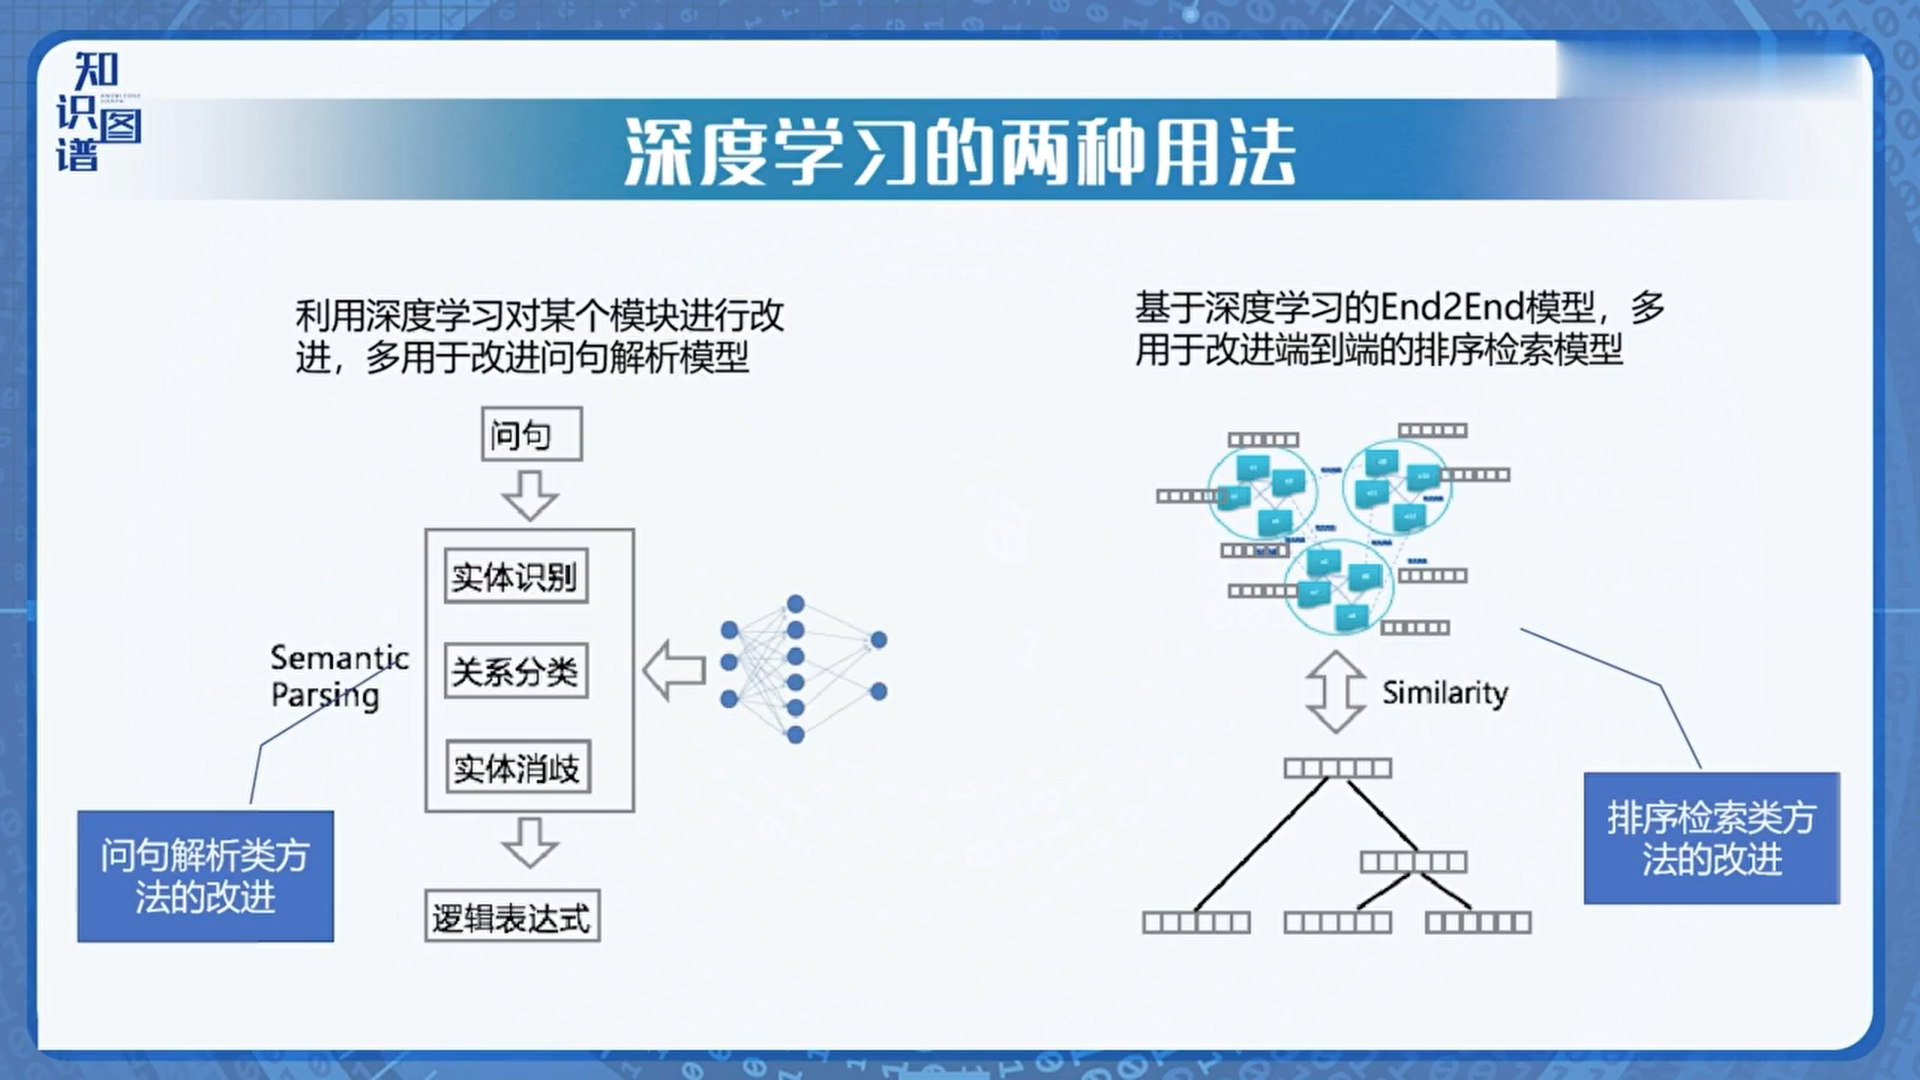 知识图谱
深度学习的两种用法
利用深度学习对某个模块进行改
进，多用于改进问句解析模型
问句
实体识别
关系分类
实体消歧
逻辑表达式
Semantic
Parsing
问句解析类方
法的改进
基于深度学习的End2End模型，多
用于改进端到端的排序检索模型
Similarity
排序检索类方
法的改进